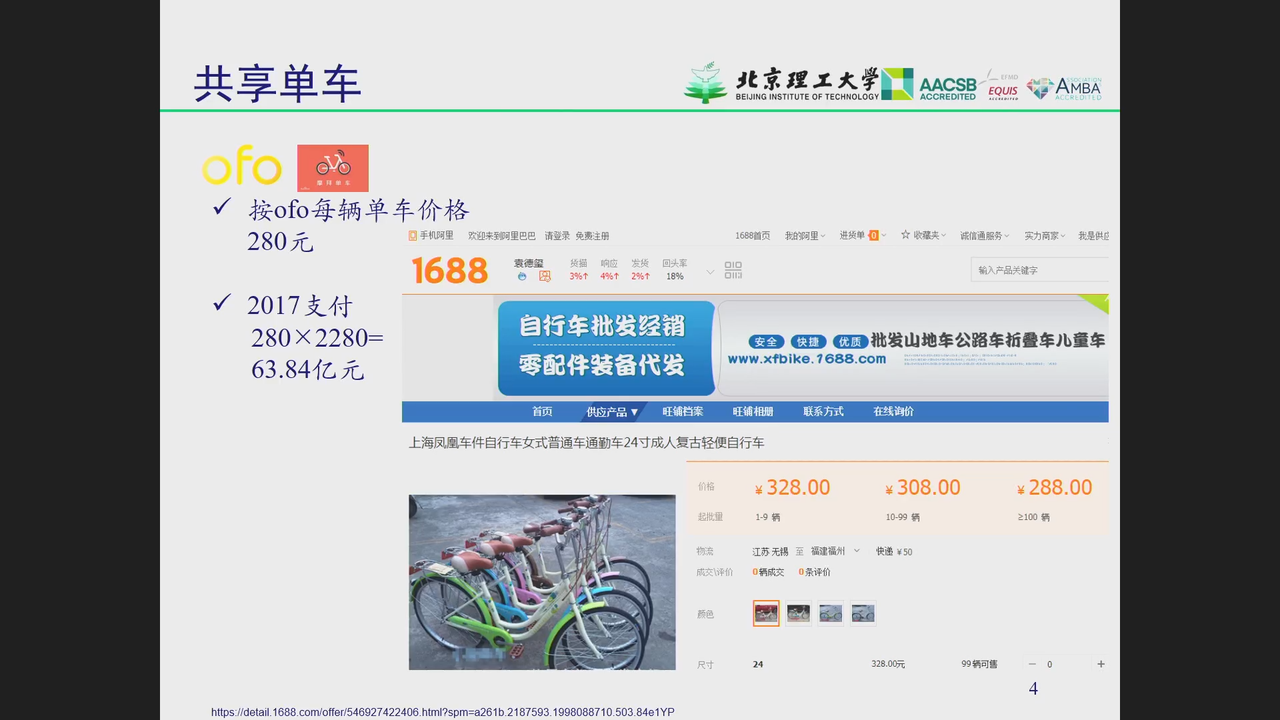 共享单车
北京理工大學
BEIJING INSTITUTE OF TECHNOLOGY
AACSB
ACCREDITED
EFMD
EQUIS
ACCREDITED
ASSOCIATION
AMBA
ACCREDITED
ofo
摩拜单车
✓ 按ofo每辆单车价格
280元
✓ 2017支付
280×2280=
63.84亿元
手机阿里 欢迎来到阿里巴巴 请登录 免费注册 1688首页 我的阿里 进货单 0 收藏夹 诚信通服务 实力商家 我是供应
1688
袁德玺 货描 响应 发货 回头率
3%↑ 4%↑ 2%↑ 18%
输入产品关键字
自行车批发经销
零配件装备代发
安全 快捷 优质 批发山地车公路车折叠车儿童车
www.xfbike.1688.com
首页 供应产品 ▼ 旺铺档案 旺铺相册 联系方式 在线询价
上海凤凰车件自行车女式普通车通勤车24寸成人复古轻便自行车
价格 ¥ 328.00 ¥ 308.00 ¥ 288.00
起批量 1-9 辆 10-99 辆 ≥100 辆
物流 江苏 无锡 至 福建福州 快递 ¥50
成交\评价 0辆成交 0条评价
颜色
尺寸 24 328.00元 99辆可售 — 0 +
4
https://detail.1688.com/offer/546927422406.html?spm=a261b.2187593.1998088710.503.84e1YP